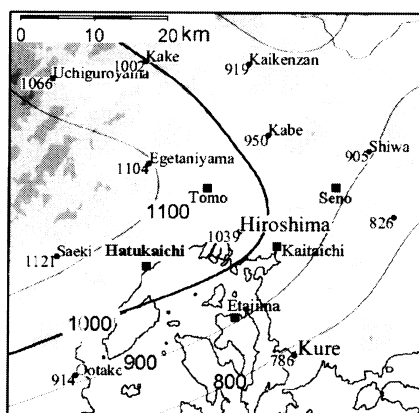 0 10 20 km
Kake
1002
Kaikenzan
919
Uchiguroyama
1066
950 Kabe
Shiwa
905
Egetaniyama
1104
Tomo
Seno
1100
826
Hiroshima
1039
Saeki
1121
Hatukaichi
Kaitaichi
Etajima
1000
900
Kure
786
Ootake
914
800